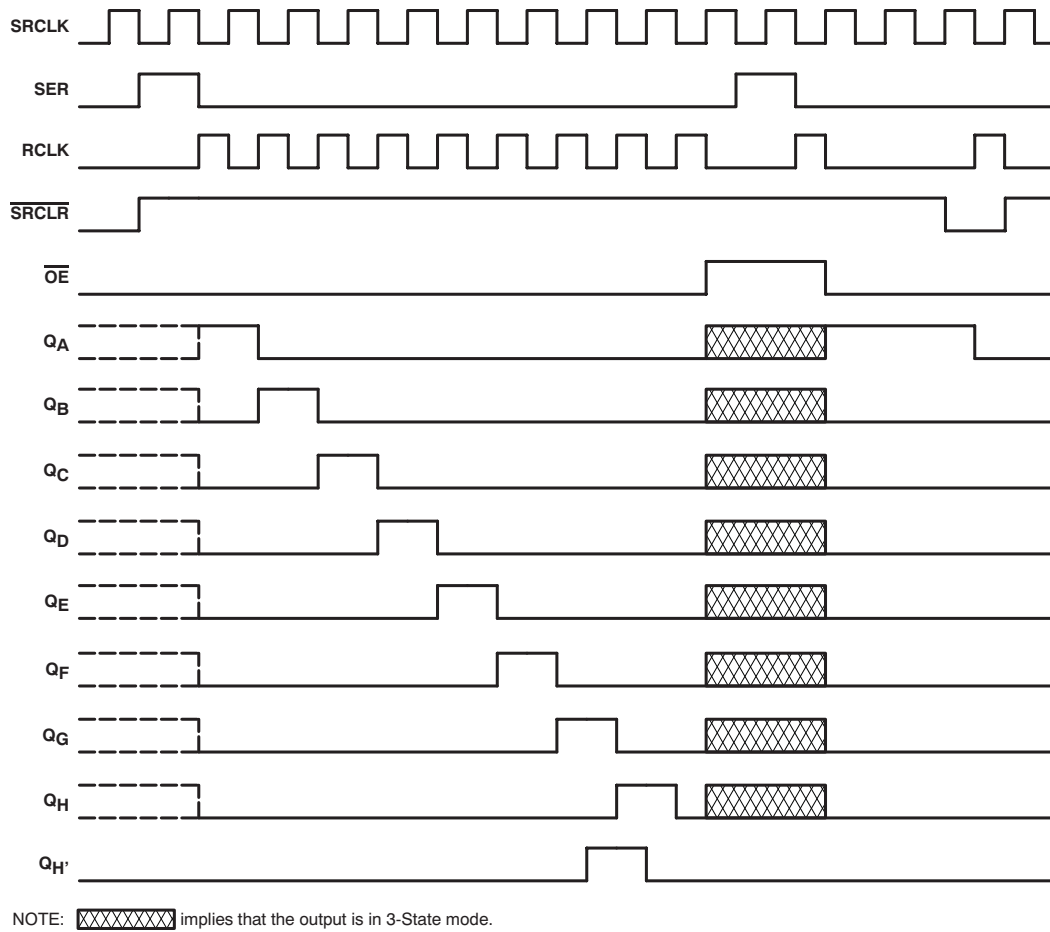 SRCLK
SER
RCLK
SRCLR
OE
QA
QB
QC
QD
QE
QF
QG
QH
QH'
NOTE: implies that the output is in 3-State mode.